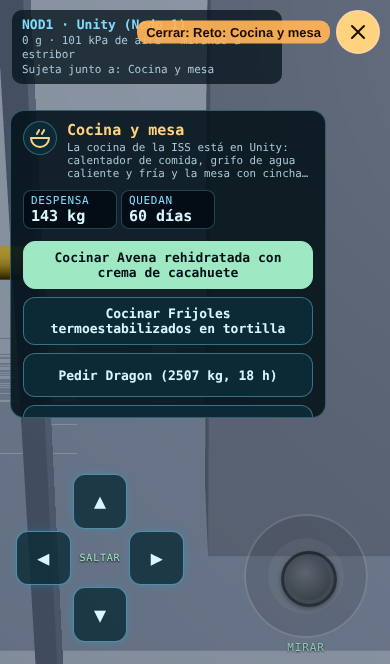 NOD1 · Unity
Cerrar: Reto: Cocina y mesa
0 g · 101 kPa de
estribor
Sujeta junto a: Cocina y mesa
Cocina y mesa
La cocina de la ISS está en Unity:
calentador de comida, grifo de agua
caliente y fría y la mesa con cincha…
DESPENSA
143 kg
QUEDAN
60 días
Cocinar Avena rehidratada con
crema de cacahuete
Cocinar Frijoles
termoestabilizados en tortilla
Pedir Dragon (2507 kg, 18 h)
SALTAR
MIRAR